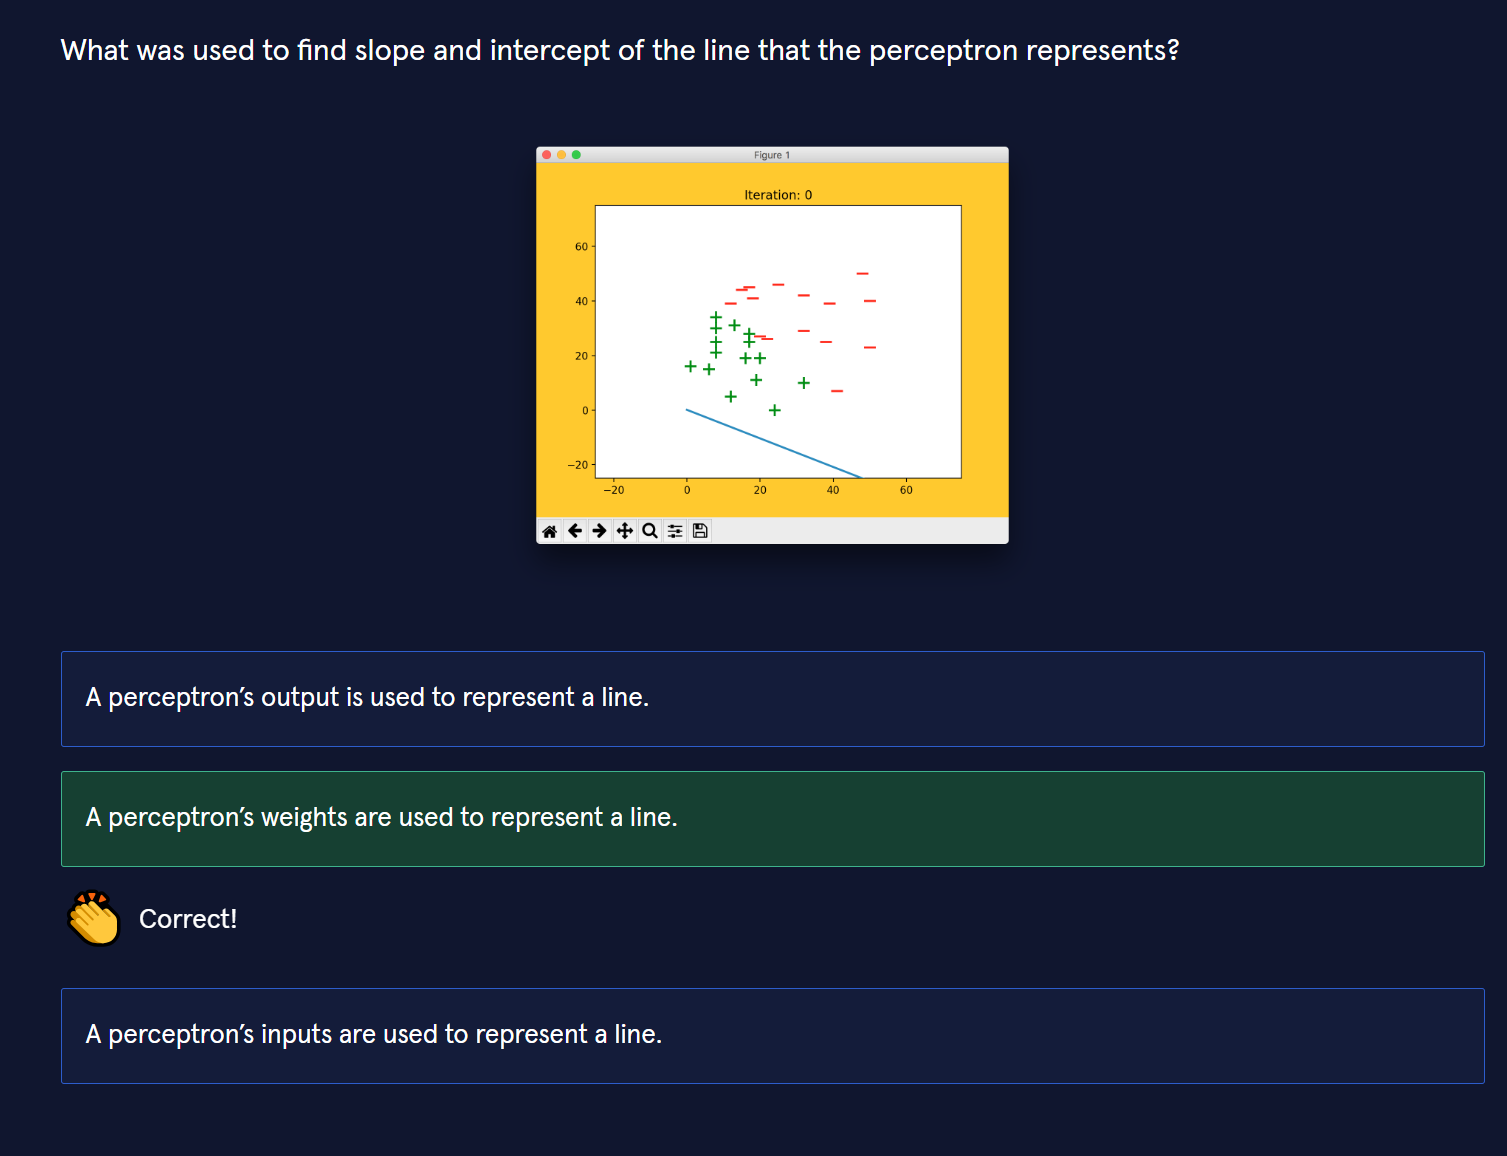 What was used to find slope and intercept of the line that the perceptron represents?
Figure 1
Iteration: 0
60
40
20
0
−20
−20 0 20 40 60
A perceptron’s output is used to represent a line.
A perceptron’s weights are used to represent a line.
Correct!
A perceptron’s inputs are used to represent a line.